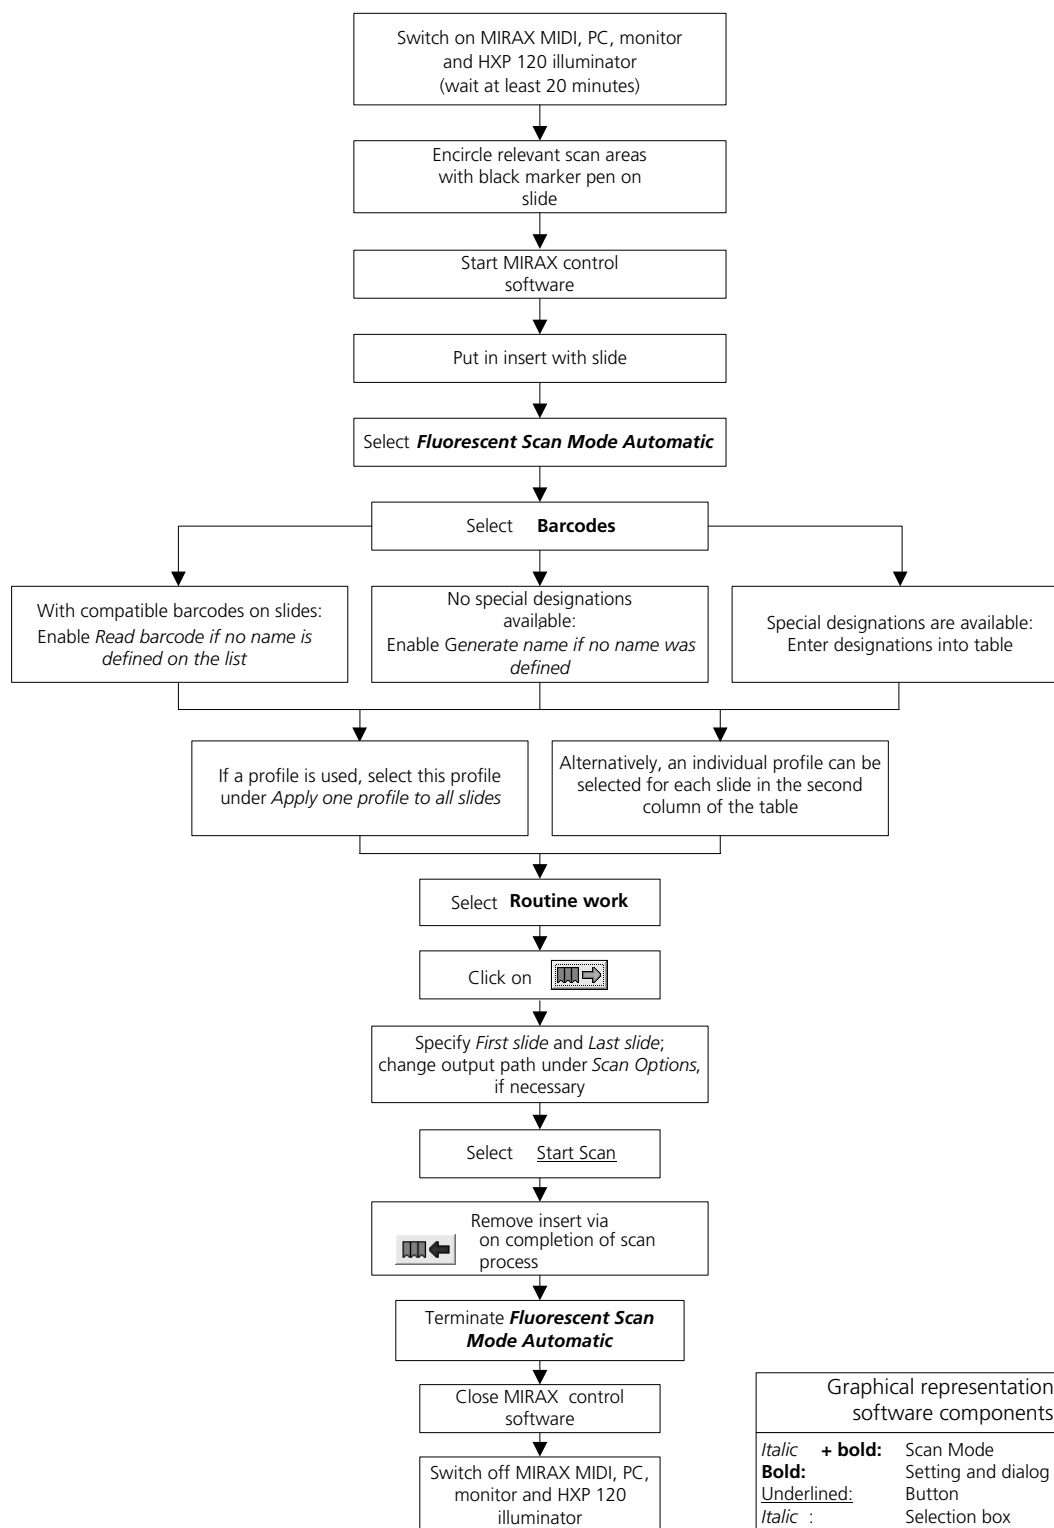 Switch on MIRAX MIDI, PC, monitor
and HXP 120 illuminator
(wait at least 20 minutes)
Encircle relevant scan areas
with black marker pen on
slide
Start MIRAX control
software
Put in insert with slide
Select Fluorescent Scan Mode Automatic
Select Barcodes
With compatible barcodes on slides:
Enable Read barcode if no name is
defined on the list
No special designations
available:
Enable Generate name if no name was
defined
Special designations are available:
Enter designations into table
If a profile is used, select this profile
under Apply one profile to all slides
Alternatively, an individual profile can be
selected for each slide in the second
column of the table
Select Routine work
Click on
Specify First slide and Last slide;
change output path under Scan Options,
if necessary
Select Start Scan
Remove insert via
on completion of scan
process
Terminate Fluorescent Scan
Mode Automatic
Close MIRAX control
software
Switch off MIRAX MIDI, PC,
monitor and HXP 120
illuminator
Graphical representation
software components
Italic + bold: Scan Mode
Bold: Setting and dialog
Underlined: Button
Italic : Selection box